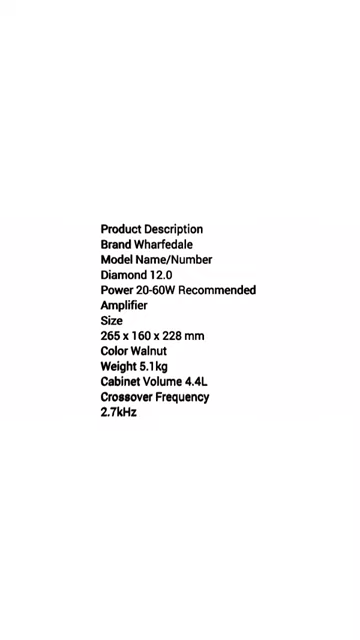 Product Description
Brand Wharfedale
Model Name/Number
Diamond 12.0
Power 20-60W Recommended
Amplifier
Size
265 x 160 x 228 mm
Color Walnut
Weight 5.1kg
Cabinet Volume 4.4L
Crossover Frequency
2.7kHz